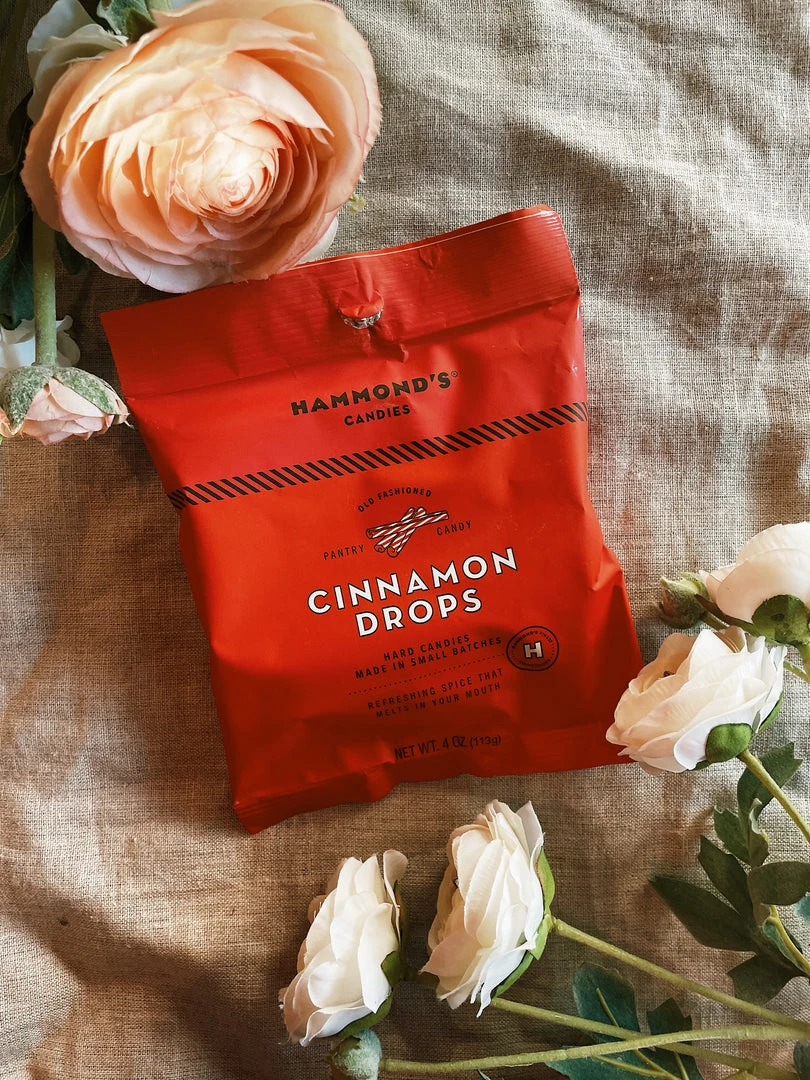 HAMMOND'S®
CANDIES
OLD FASHIONED
PANTRY CANDY
CINNAMON
DROPS
HARD CANDIES
MADE IN SMALL BATCHES
H
REFRESHING SPICE THAT
MELTS IN YOUR MOUTH
NET WT. 4 OZ (113g)